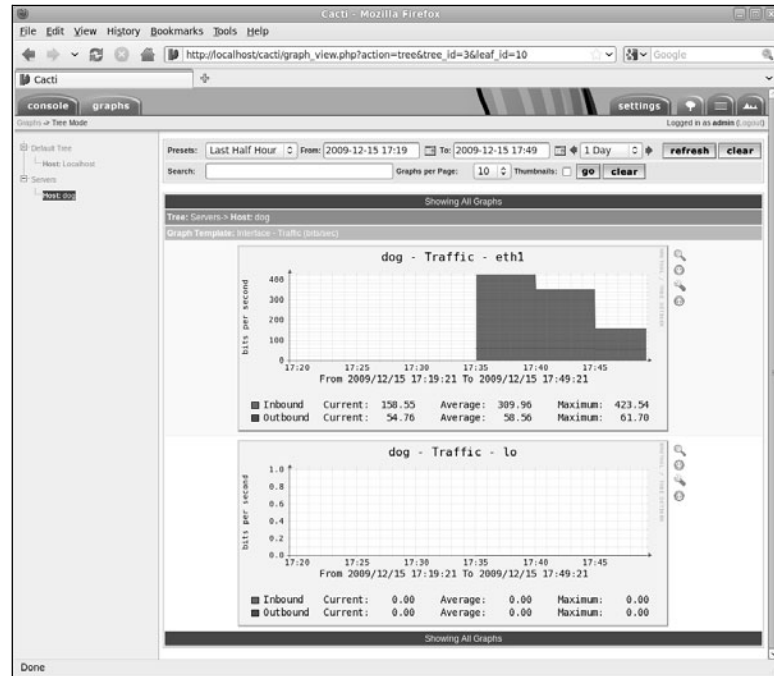 Cacti - Mozilla Firefox
File Edit View History Bookmarks Tools Help
http://localhost/cacti/graph_view.php?action=tree&tree_id=3&leaf_id=10 Google
Cacti
console graphs settings
Graphs -> Tree Mode Logged in as admin (Logout)
Default Tree
Host: Localhost
Servers
Host: dog
Presets: Last Half Hour From: 2009-12-15 17:19 To: 2009-12-15 17:49 1 Day refresh clear
Search: Graphs per Page: 10 Thumbnails: go clear
Showing All Graphs
Tree: Servers-> Host: dog
Graph Template: Interface - Traffic (bits/sec)
dog - Traffic - eth1
bits per second
400
300
200
100
0
17:20 17:25 17:30 17:35 17:40 17:45
From 2009/12/15 17:19:21 To 2009/12/15 17:49:21
Inbound Current: 158.55 Average: 309.96 Maximum: 423.54
Outbound Current: 54.76 Average: 58.56 Maximum: 61.70
dog - Traffic - lo
bits per second
1.0
0.8
0.6
0.4
0.2
0.0
17:20 17:25 17:30 17:35 17:40 17:45
From 2009/12/15 17:19:21 To 2009/12/15 17:49:21
Inbound Current: 0.00 Average: 0.00 Maximum: 0.00
Outbound Current: 0.00 Average: 0.00 Maximum: 0.00
Showing All Graphs
Done